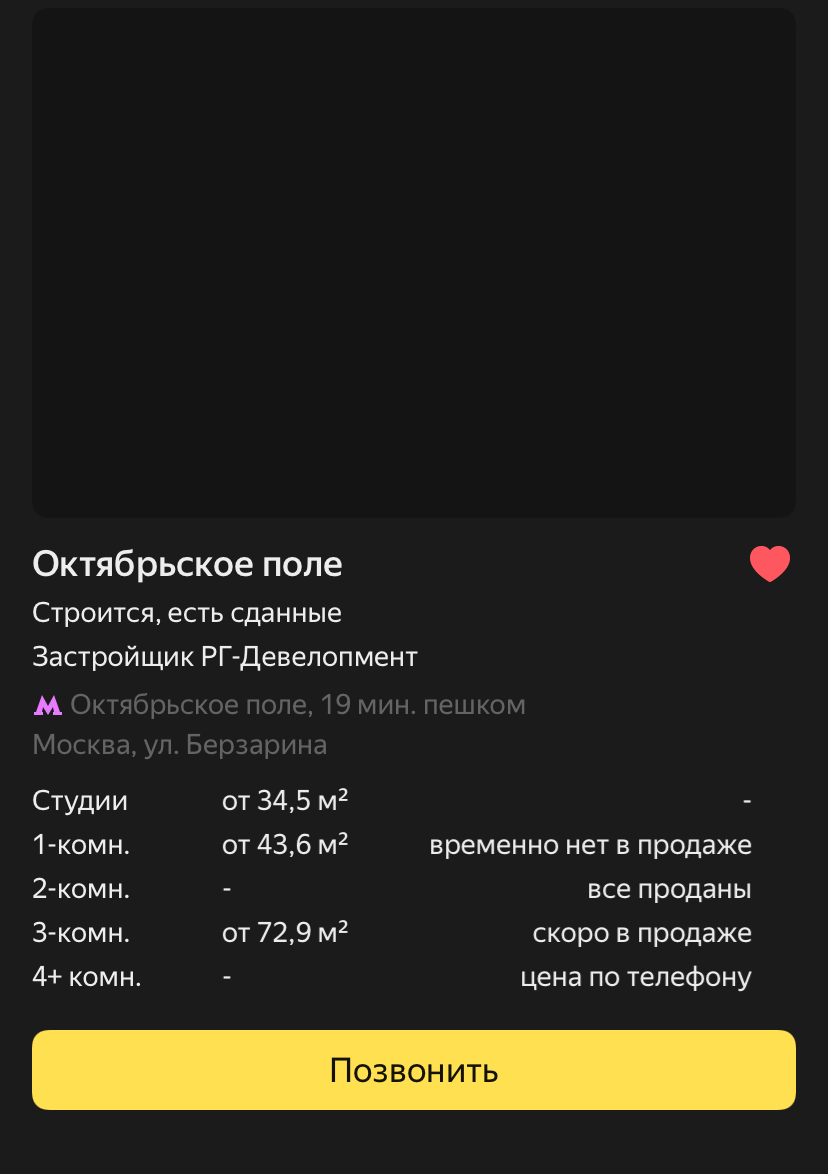 Октябрьское поле
Строится, есть сданные
Застройщик РГ-Девелопмент
Октябрьское поле, 19 мин. пешком
Москва, ул. Берзарина
Студии от 34,5 м² -
1-комн. от 43,6 м² временно нет в продаже
2-комн. - все проданы
3-комн. от 72,9 м² скоро в продаже
4+ комн. - цена по телефону
Позвонить